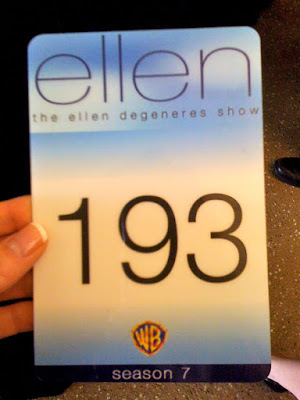 ellen
the ellen degeneres show
193
WB
season 7